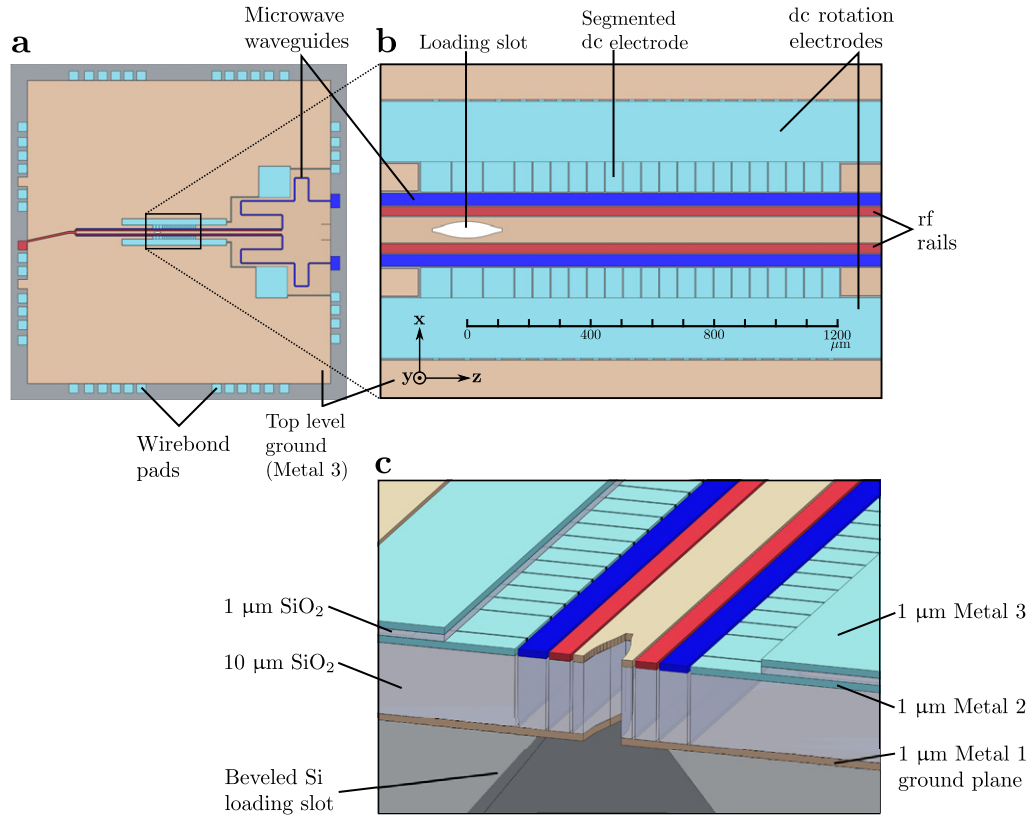 a
Microwave
waveguides
b
Loading slot
Segmented
dc electrode
dc rotation
electrodes
rf
rails
x
y
z
0
400
800
1200
μm
Wirebond
pads
Top level
ground
(Metal 3)
c
1 μm SiO₂
10 μm SiO₂
Beveled Si
loading slot
1 μm Metal 3
1 μm Metal 2
1 μm Metal 1
ground plane